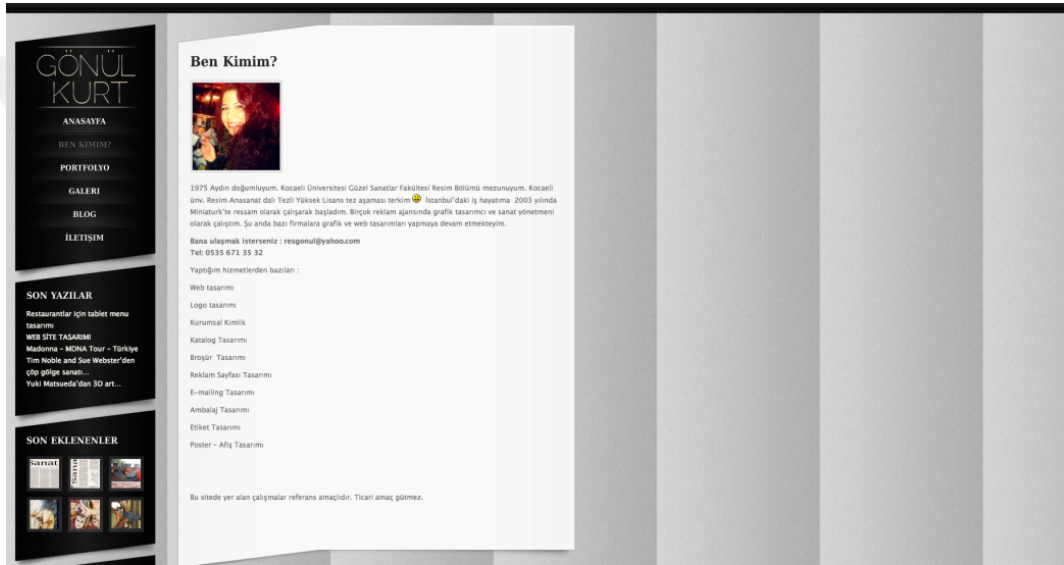 GÖNÜL
KURT
ANASAYFA
BEN KIMIM?
PORTFOLYO
GALERI
BLOG
İLETIŞIM
SON YAZILAR
Restaurantlar için tablet menu
tasarımı
WEB SİTE TASARIMI
Madonna – MDNA Tour – Türkiye
Tim Noble and Sue Webster'den
çöp gölge sanatı...
Yuki Matsueda'dan 3D art...
SON EKLENENLER
Sanat
Ben Kimim?
1975 Aydın doğumluyum. Kocaeli Üniversitesi Güzel Sanatlar Fakültesi Resim Bölümü mezunuyum. Kocaeli
ünv. Resim Anasanat dalı Tezli Yüksek Lisans tez aşaması terkim İstanbul'daki iş hayatıma 2003 yılında
Miniaturk'te ressam olarak çalışarak başladım. Birçok reklam ajansında grafik tasarımcı ve sanat yönetmeni
olarak çalıştım. Şu anda bazı firmalara grafik ve web tasarımları yapmaya devam etmekteyim.
Bana ulaşmak isterseniz : resgonul@yahoo.com
Tel: 0535 671 35 32
Yaptığım hizmetlerden bazıları :
Web tasarımı
Logo tasarımı
Kurumsal Kimlik
Katalog Tasarımı
Broşür Tasarımı
Reklam Sayfası Tasarımı
E-mailing Tasarımı
Ambalaj Tasarımı
Etiket Tasarımı
Poster – Afiş Tasarımı
Bu sitede yer alan çalışmalar referans amaçlıdır. Ticari amaç gütmez.